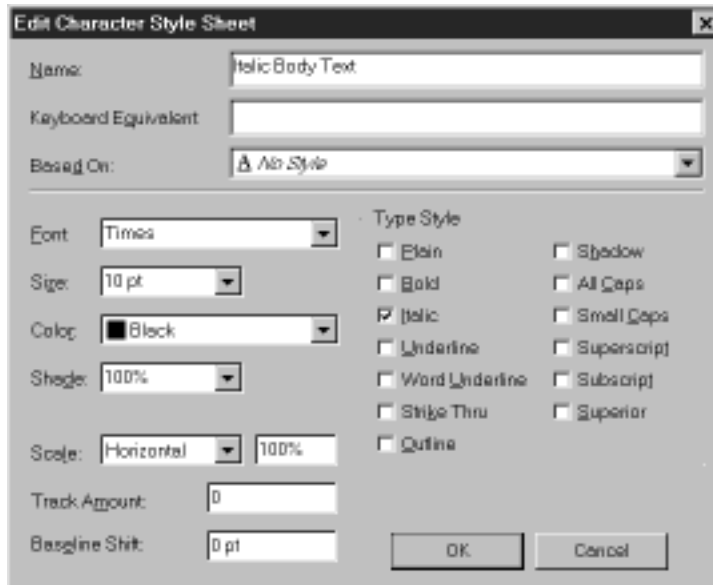 Edit Character Style Sheet
Name: Italic Body Text
Keyboard Equivalent
Based On: A No Style
Font Times
Size: 10 pt
Color: Black
Shade: 100%
Scale: Horizontal 100%
Track Amount: 0
Baseline Shift: 0 pt
Type Style
Plain Shadow
Bold All Caps
Italic Small Caps
Underline Superscript
Word Underline Subscript
Strike Thru Superior
Outline
OK Cancel